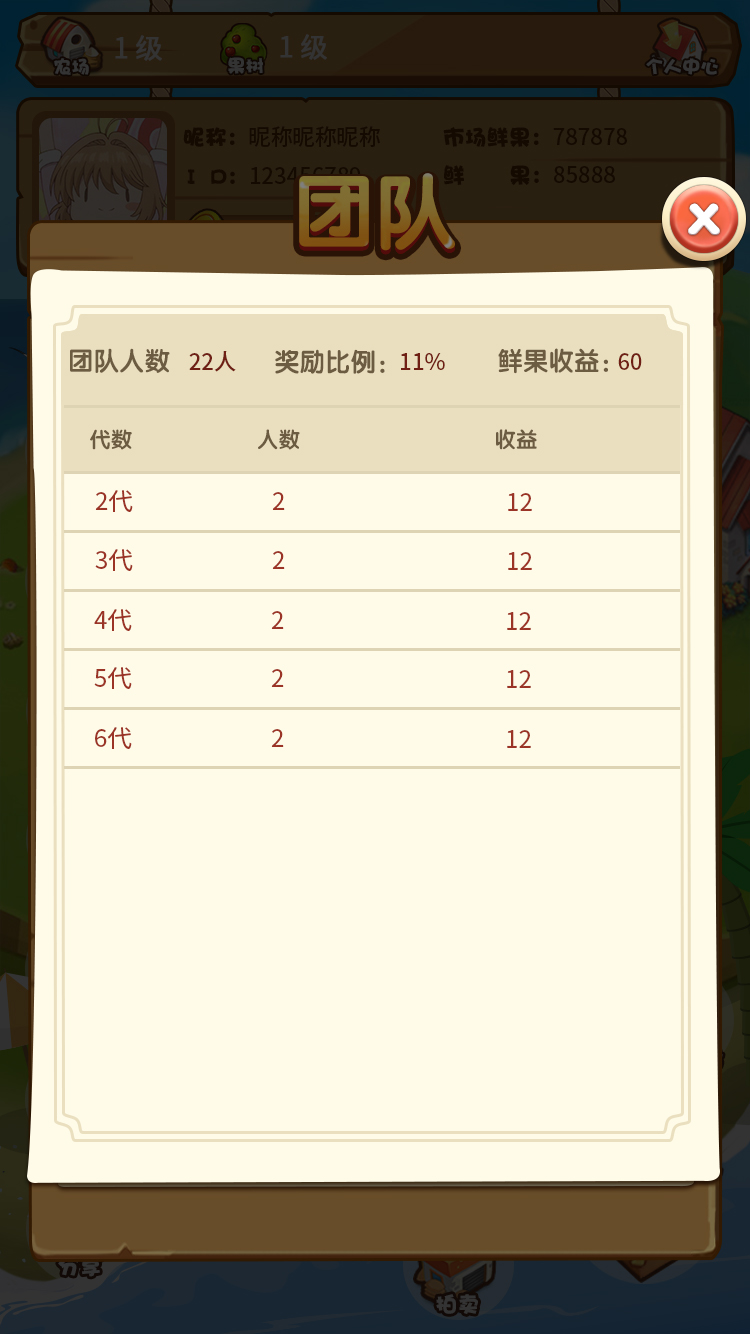 1级
1级
农场
果树
个人中心
昵称：昵称昵称昵称
市场鲜果：787878
ID：123456789
鲜果：85888
团队
团队人数 22人 奖励比例：11% 鲜果收益：60
代数 人数 收益
2代 2 12
3代 2 12
4代 2 12
5代 2 12
6代 2 12
分享
拍卖